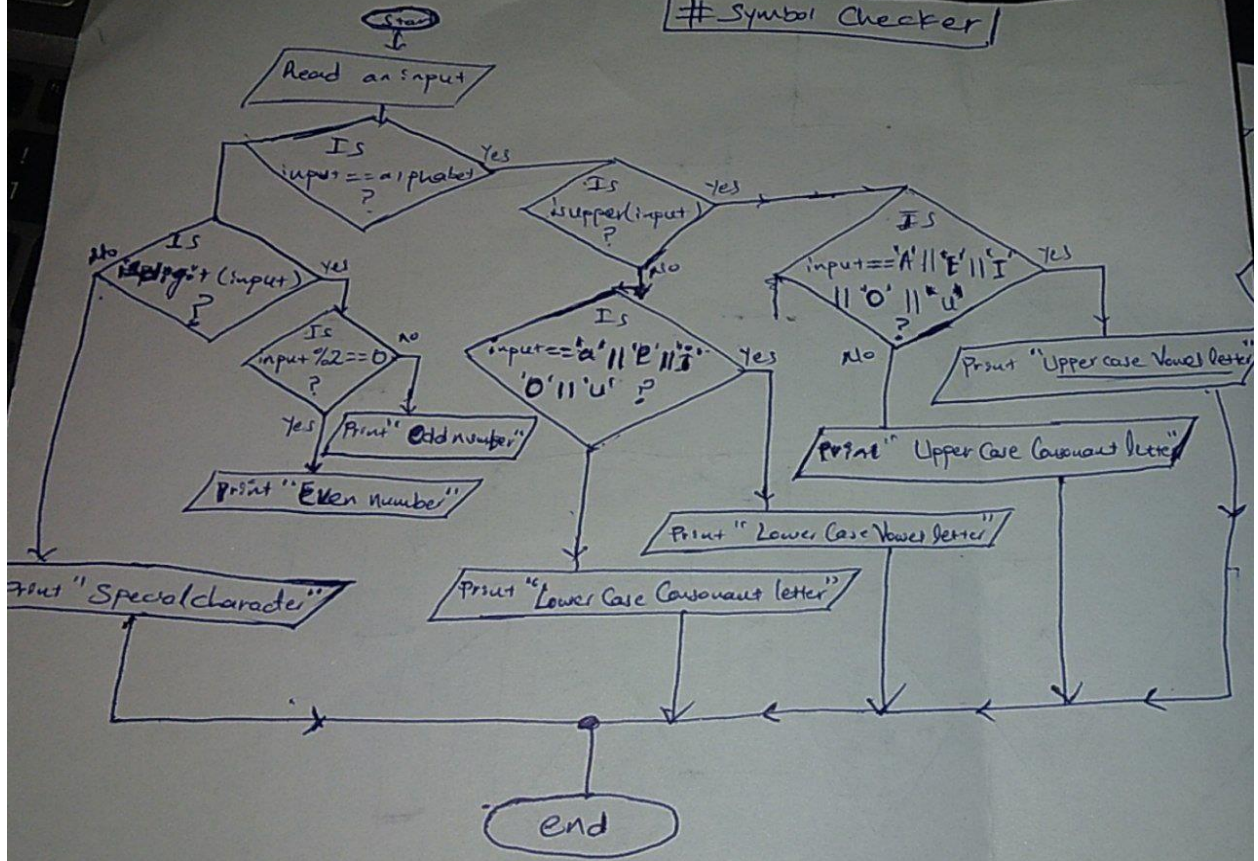 # Symbol Checker
Start
Read an input
Is
input == alphabet
?
Yes
Is
isupper(input)
?
Yes
No
Is
input=='A'||'E'||'I'
||'O'||'u'
?
Yes
No
Is
(input)
?
No
Yes
Is
input %2==0
?
no
Yes
Is
input=='a'||'e'||'i'
'o'||'u' ?
Yes
Print "Upper case Vowel letter"
Print "Odd number"
Print " Upper Case Consonant letter"
Print "Even number"
Print " Lower Case Vowel letter"
Print "Special character"
Print "Lower Case Consonant letter"
end